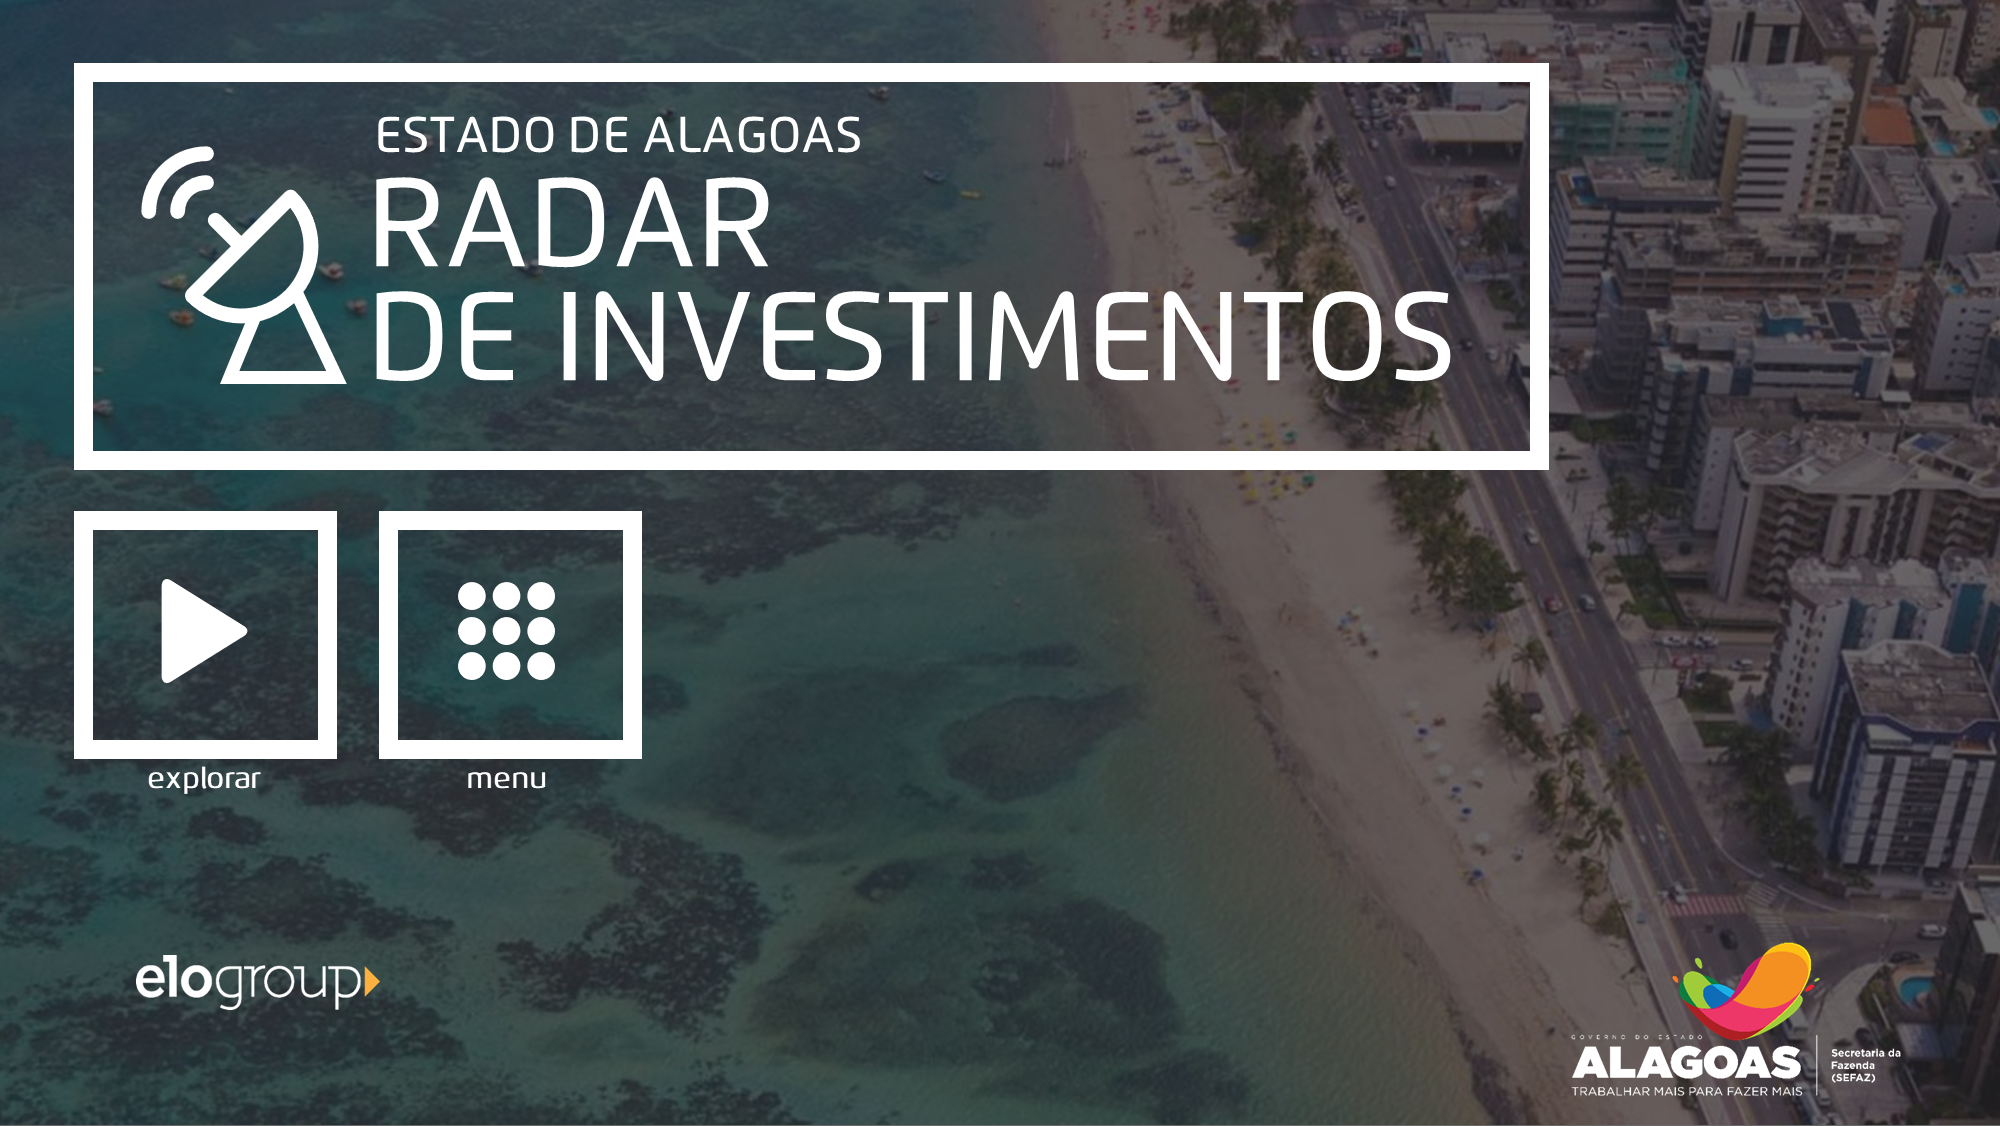 ESTADO DE ALAGOAS
RADAR
DE INVESTIMENTOS
explorar
menu
elogroup
GOVERNO DO ESTADO
ALAGOAS
TRABALHAR MAIS PARA FAZER MAIS
Secretaria da
Fazenda
(SEFAZ)